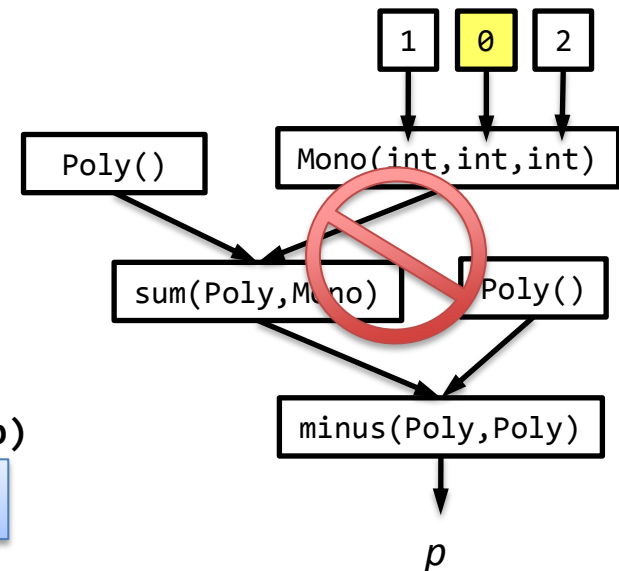 1 0 2
Poly() Mono(int,int,int)
sum(Poly,Mono) Poly()
minus(Poly,Poly)
)
p